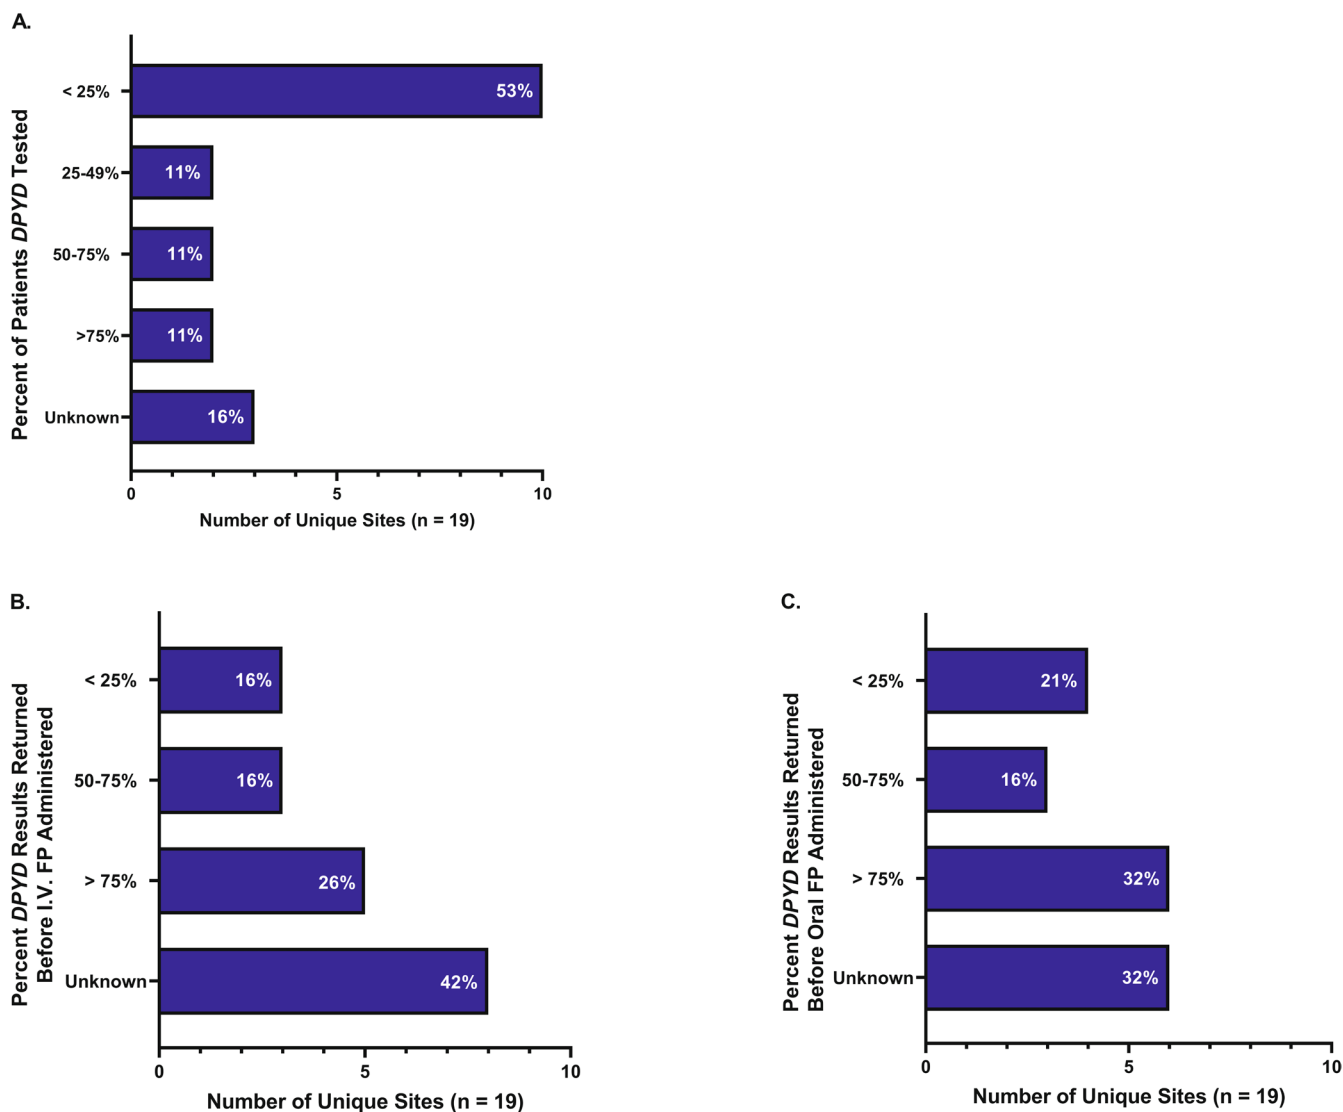 A.
Percent of Patients DPYD Tested
< 25%
53%
25-49%
11%
50-75%
11%
>75%
11%
Unknown
16%
0 5 10
Number of Unique Sites (n = 19)
B.
Percent DPYD Results Returned
Before I.V. FP Administered
< 25%
16%
50-75%
16%
> 75%
26%
Unknown
42%
0 5 10
Number of Unique Sites (n = 19)
C.
Percent DPYD Results Returned
Before Oral FP Administered
< 25%
21%
50-75%
16%
> 75%
32%
Unknown
32%
0 5 10
Number of Unique Sites (n = 19)